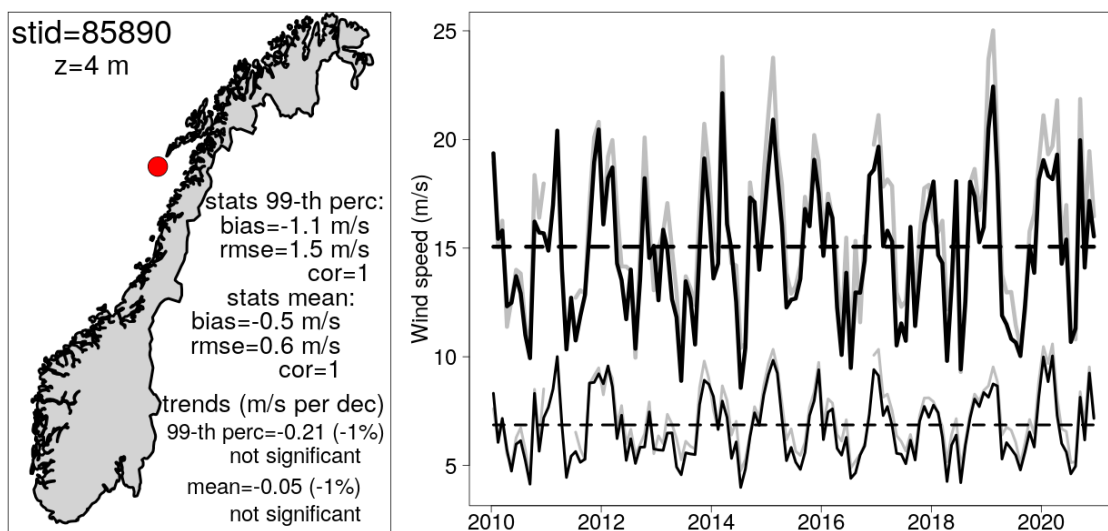 stid=85890
z=4 m
stats 99-th perc:
bias=-1.1 m/s
rmse=1.5 m/s
cor=1
stats mean:
bias=-0.5 m/s
rmse=0.6 m/s
cor=1
trends (m/s per dec)
99-th perc=-0.21 (-1%)
not significant
mean=-0.05 (-1%)
not significant
Wind speed (m/s)
25
20
15
10
5
2010 2012 2014 2016 2018 2020